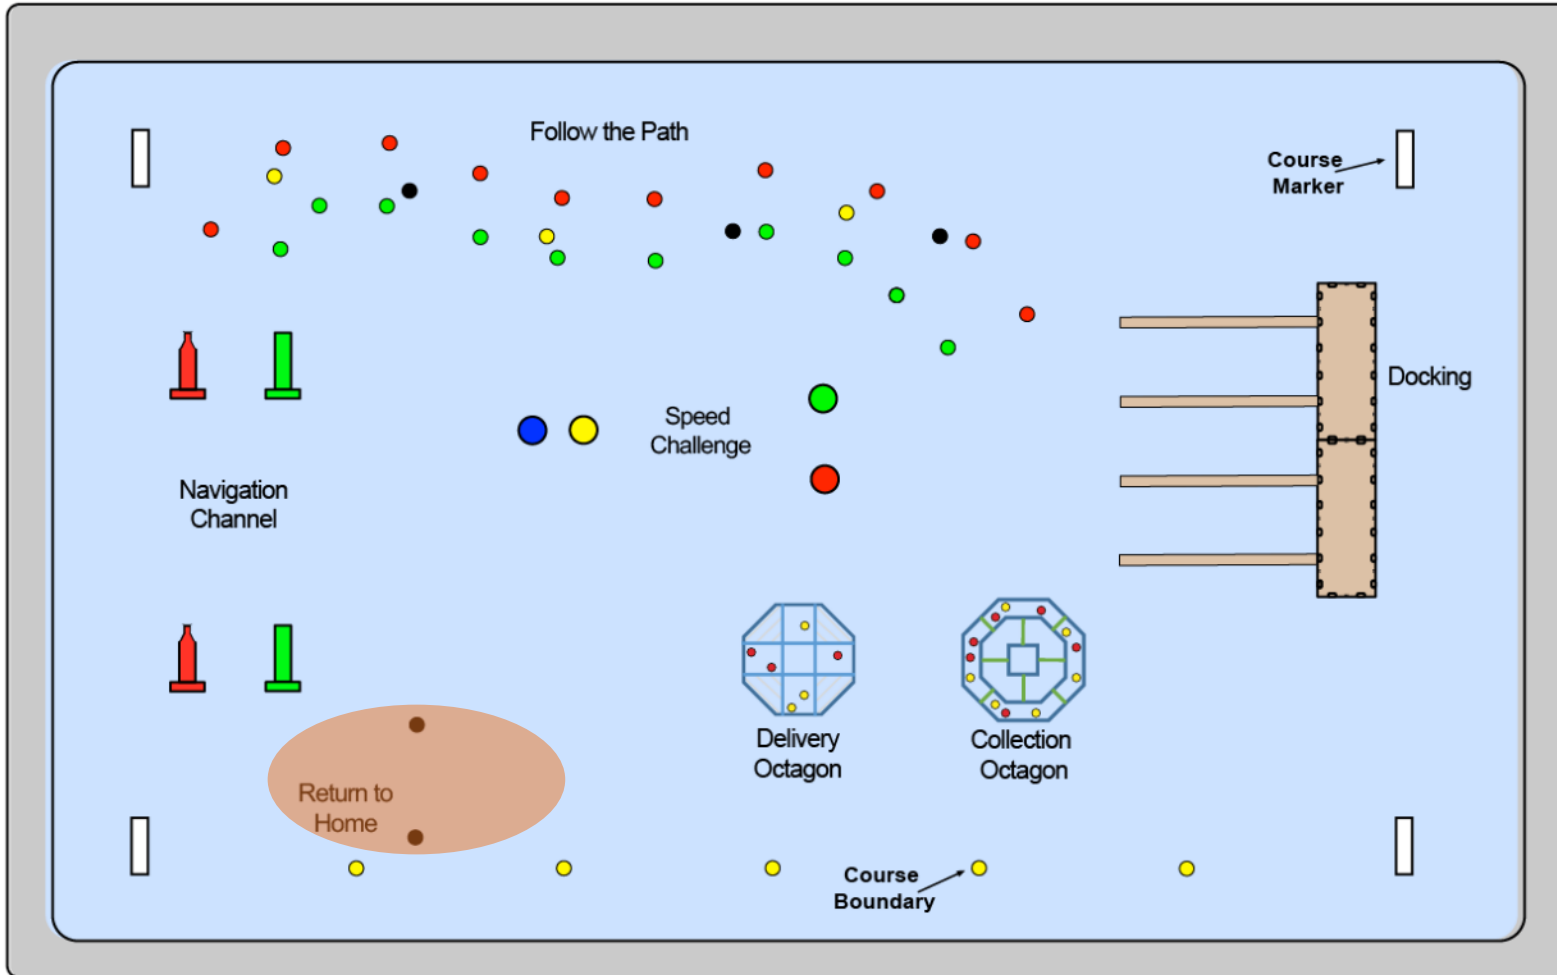 Follow the Path
Course
Marker
Docking
Speed
Challenge
Navigation
Channel
Delivery
Octagon
Collection
Octagon
Return to
Home
Course
Boundary